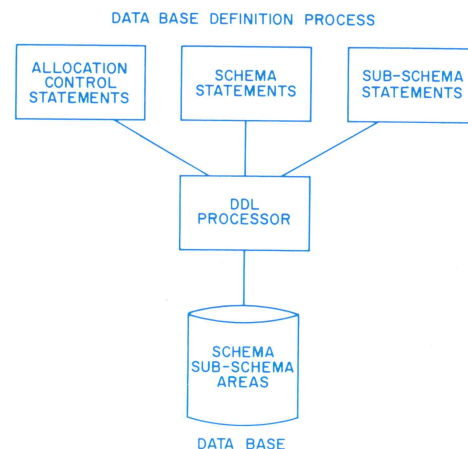 DATA BASE DEFINITION PROCESS
ALLOCATION
CONTROL
STATEMENTS
SCHEMA
STATEMENTS
SUB-SCHEMA
STATEMENTS
DDL
PROCESSOR
SCHEMA
SUB-SCHEMA
AREAS
DATA BASE